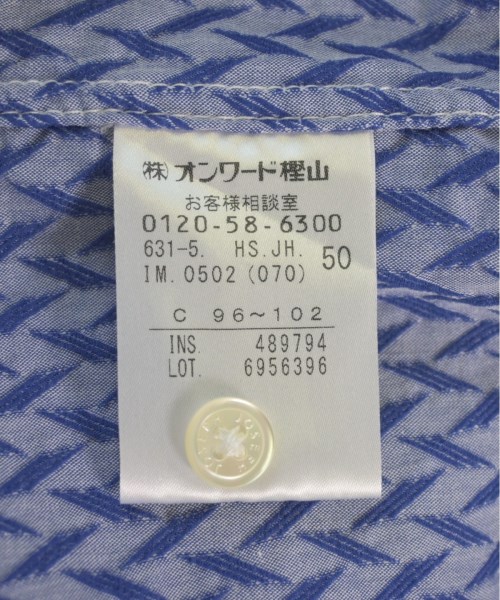 (株)オンワード樫山
お客様相談室
0120-58-6300
631-5. HS.JH. 50
IM.0502(070)
C 96~102
INS. 489794
LOT. 6956396
JOSEPH